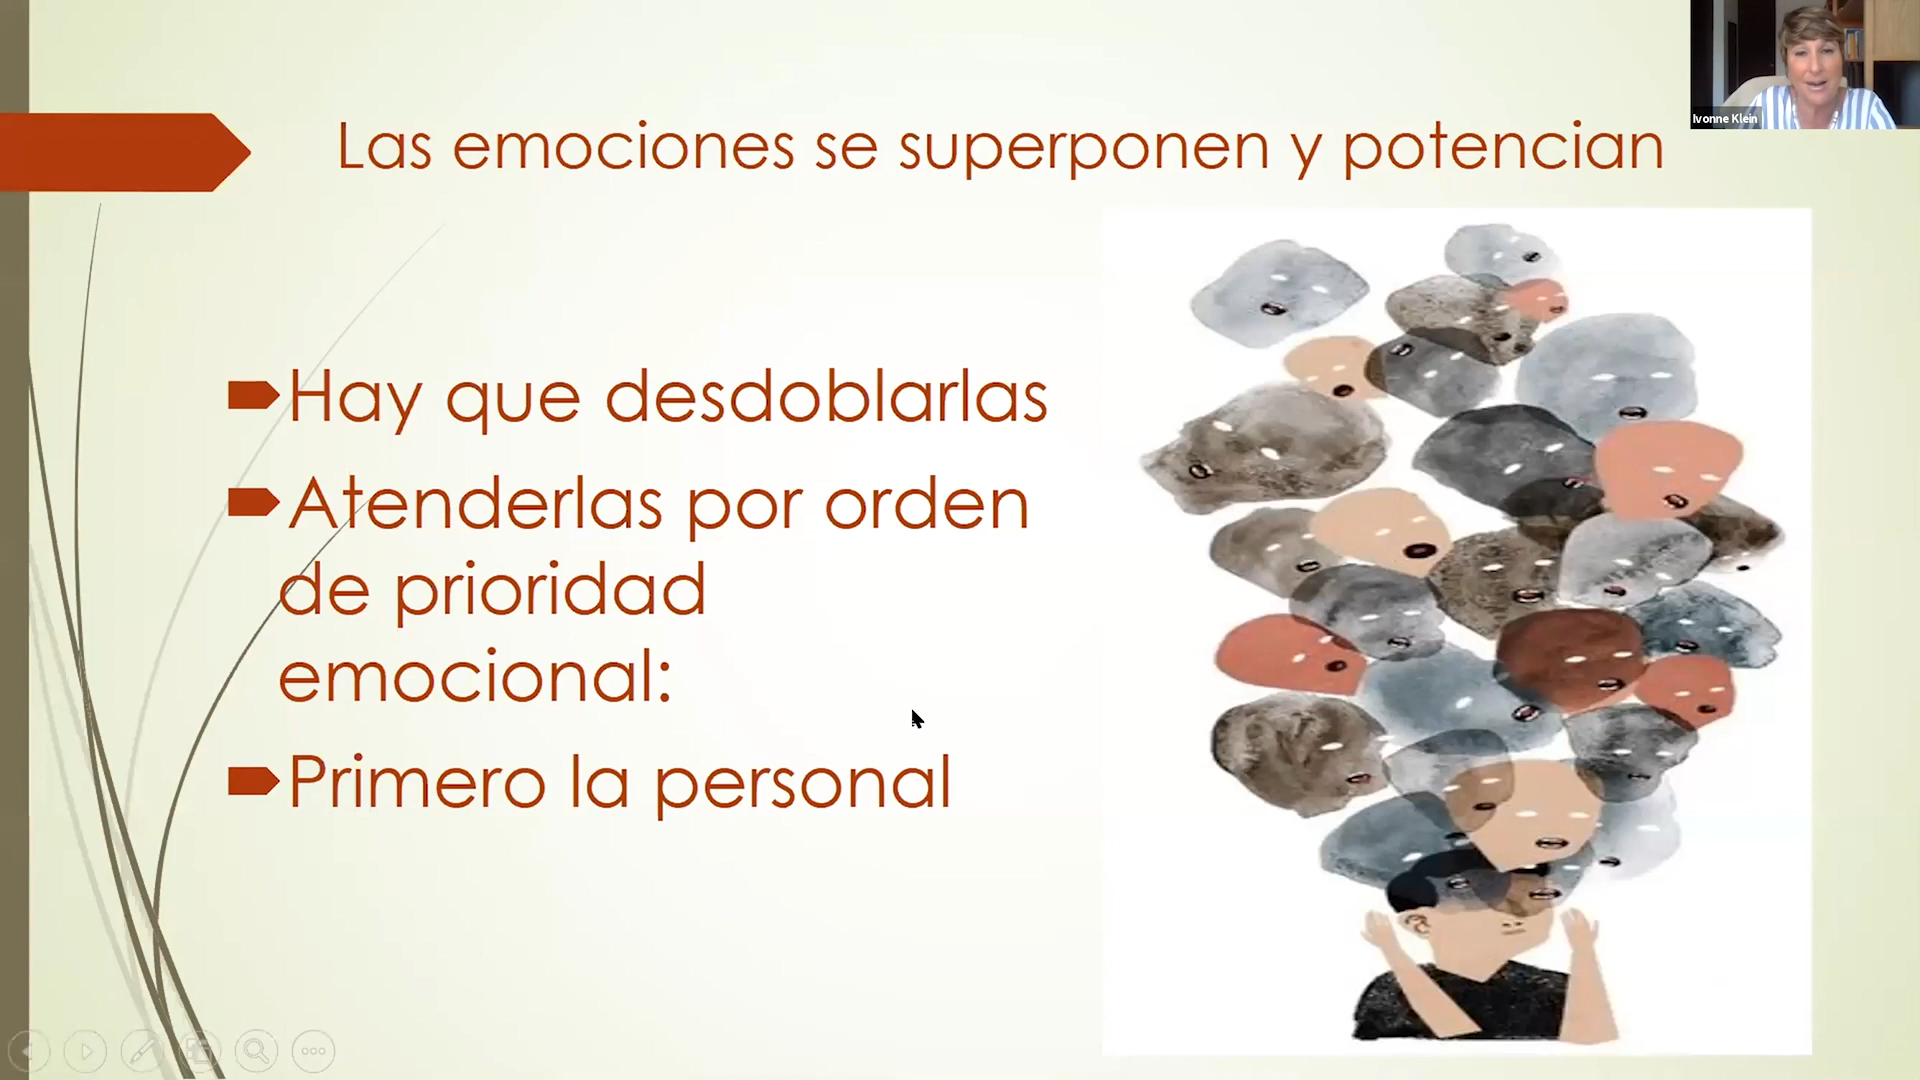 Ivonne Klein
Las emociones se superponen y potencian
Hay que desdoblarlas
Atenderlas por orden
de prioridad
emocional:
Primero la personal